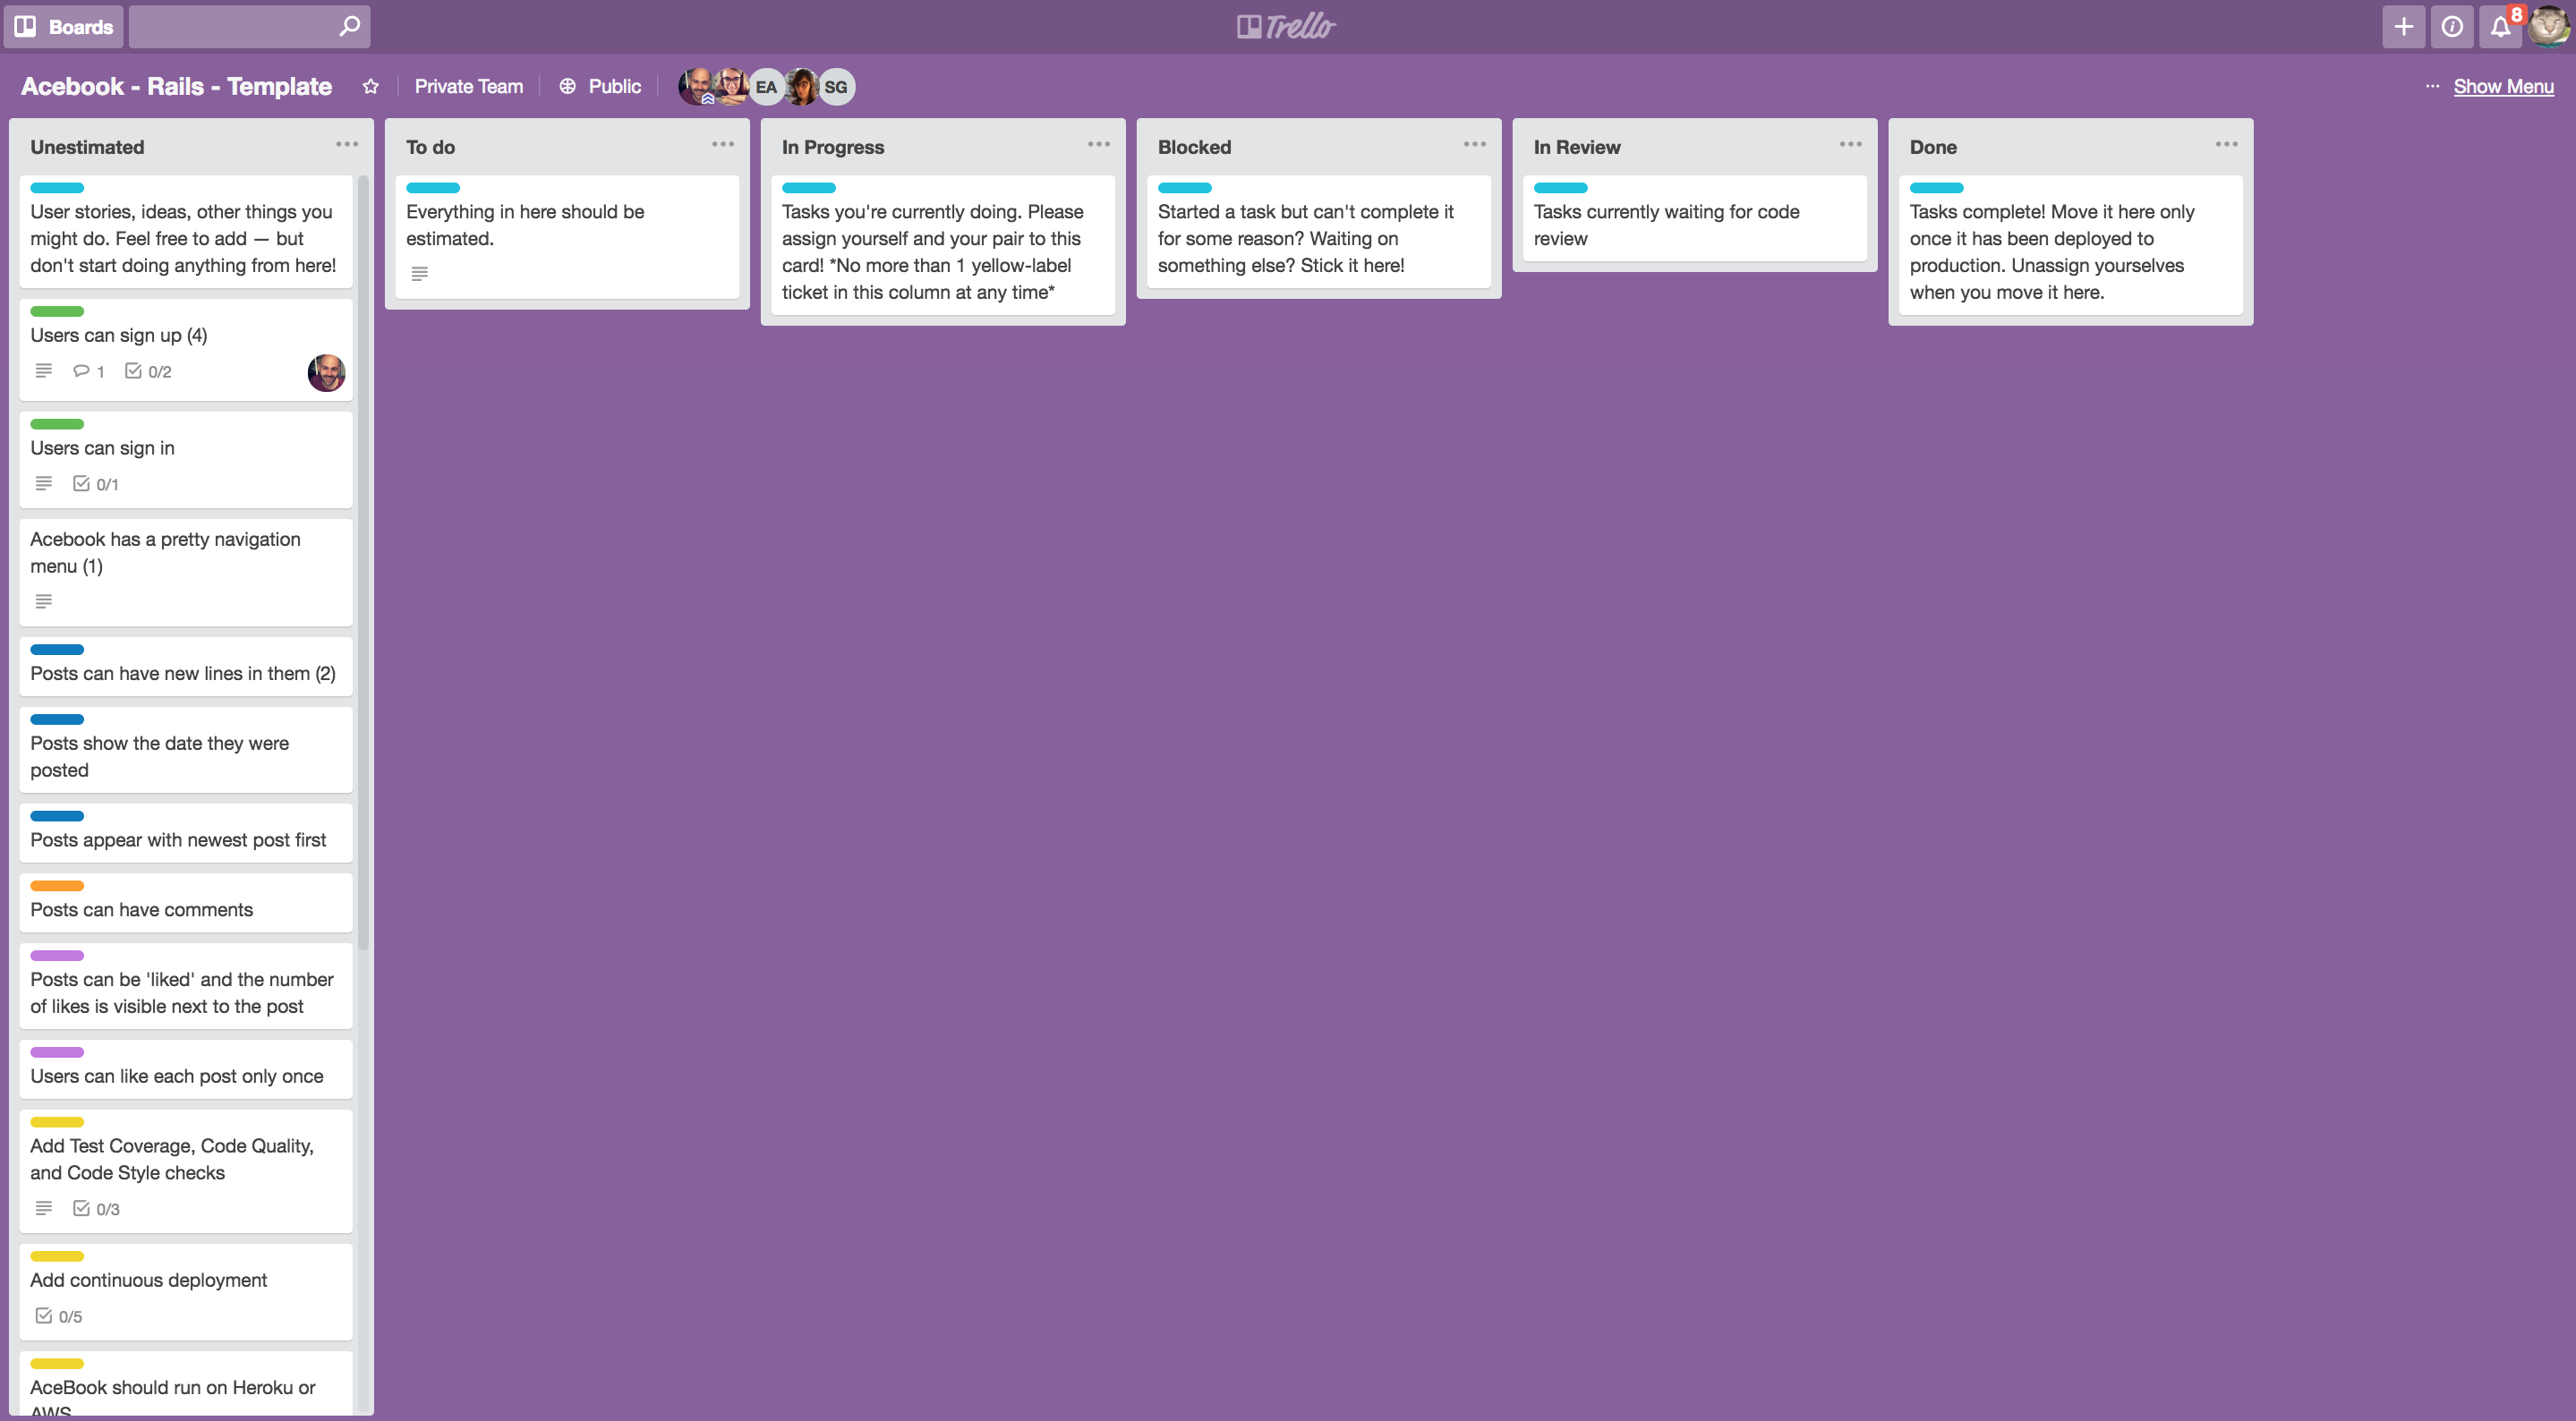 Boards
Trello
8
Acebook - Rails - Template
Private Team
Public
EA
SG
Show Menu
Unestimated
User stories, ideas, other things you
might do. Feel free to add — but
don't start doing anything from here!
Users can sign up (4)
1
0/2
Users can sign in
0/1
Acebook has a pretty navigation
menu (1)
Posts can have new lines in them (2)
Posts show the date they were
posted
Posts appear with newest post first
Posts can have comments
Posts can be 'liked' and the number
of likes is visible next to the post
Users can like each post only once
Add Test Coverage, Code Quality,
and Code Style checks
0/3
Add continuous deployment
0/5
AceBook should run on Heroku or
AWS
To do
Everything in here should be
estimated.
In Progress
Tasks you're currently doing. Please
assign yourself and your pair to this
card! *No more than 1 yellow-label
ticket in this column at any time*
Blocked
Started a task but can't complete it
for some reason? Waiting on
something else? Stick it here!
In Review
Tasks currently waiting for code
review
Done
Tasks complete! Move it here only
once it has been deployed to
production. Unassign yourselves
when you move it here.